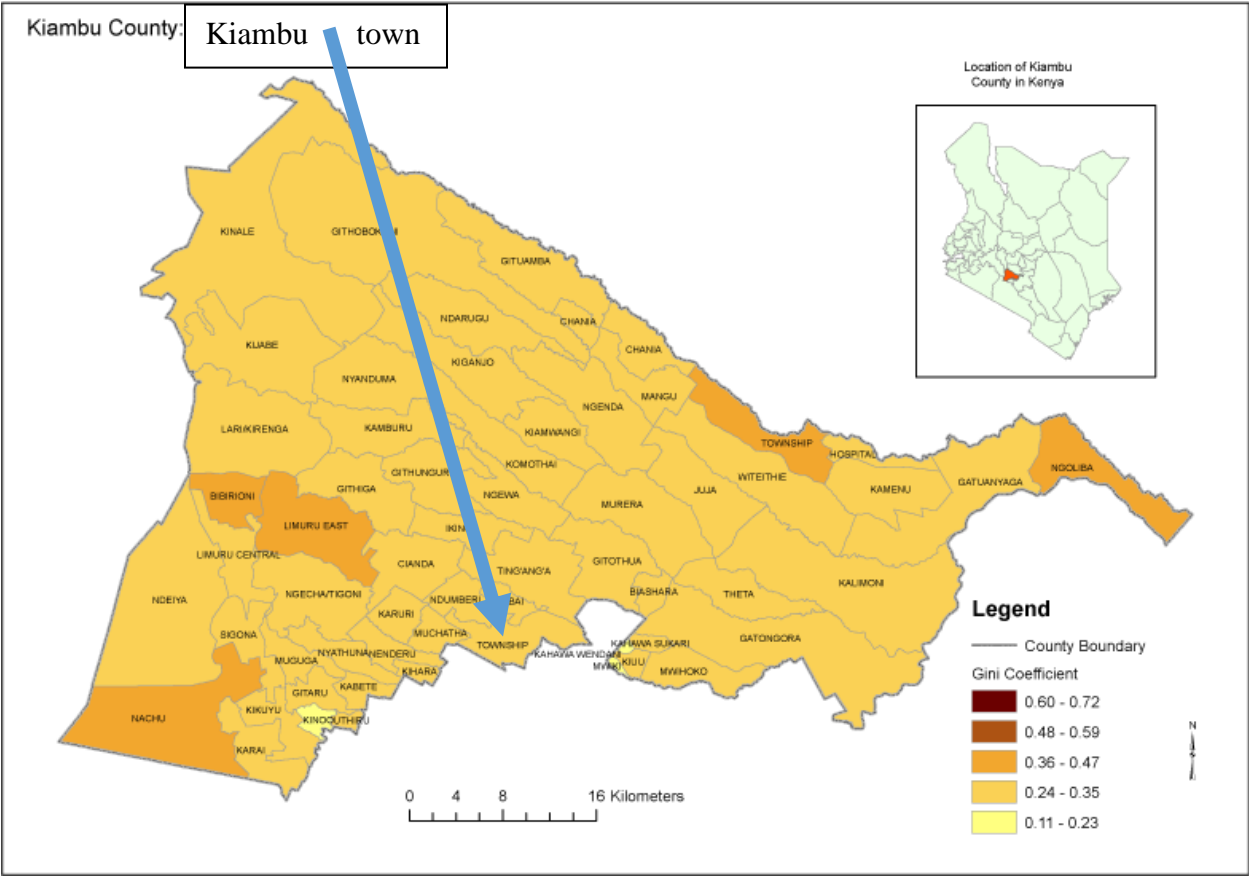 Kiambu County:
Kiambu town
Location of Kiambu
County in Kenya
KINALE
GITUAMBA
NDARUGU
CHANIA
KIJABE
CHANIA
KIGANJO
NYANDUMA
MANGU
NGENDA
LARI/KIRENGA
KAMBURU
KIAMWANGI
TOWNSHIP
HOSPITAL
KOMOTHAI
NGOLIBA
WITEITHIE
GATUANYAGA
GITHIGA
JUJA
KAMENU
BIBIRIONI
NGEWA
MURERA
LIMURU EAST
LIMURU CENTRAL
CIANDA
GITOTHUA
TING'ANG'A
KALIMONI
NDEIYA
NGECHA/TIGONI
BIASHARA
THETA
NDUMBERI
KARURI
SIGONA
MUCHATHA
GATONGORA
TOWNSHIP
KAHAWA SUKARI
KAHAWA WENDANI
MUGUGA
KIUU
KIHARA
MWIHOKO
GITARU
KABETE
NACHU
KIKUYU
KARAI
0 4 8 16 Kilometers
Legend
County Boundary
Gini Coefficient
0.60 - 0.72
0.48 - 0.59
0.36 - 0.47
0.24 - 0.35
0.11 - 0.23
N